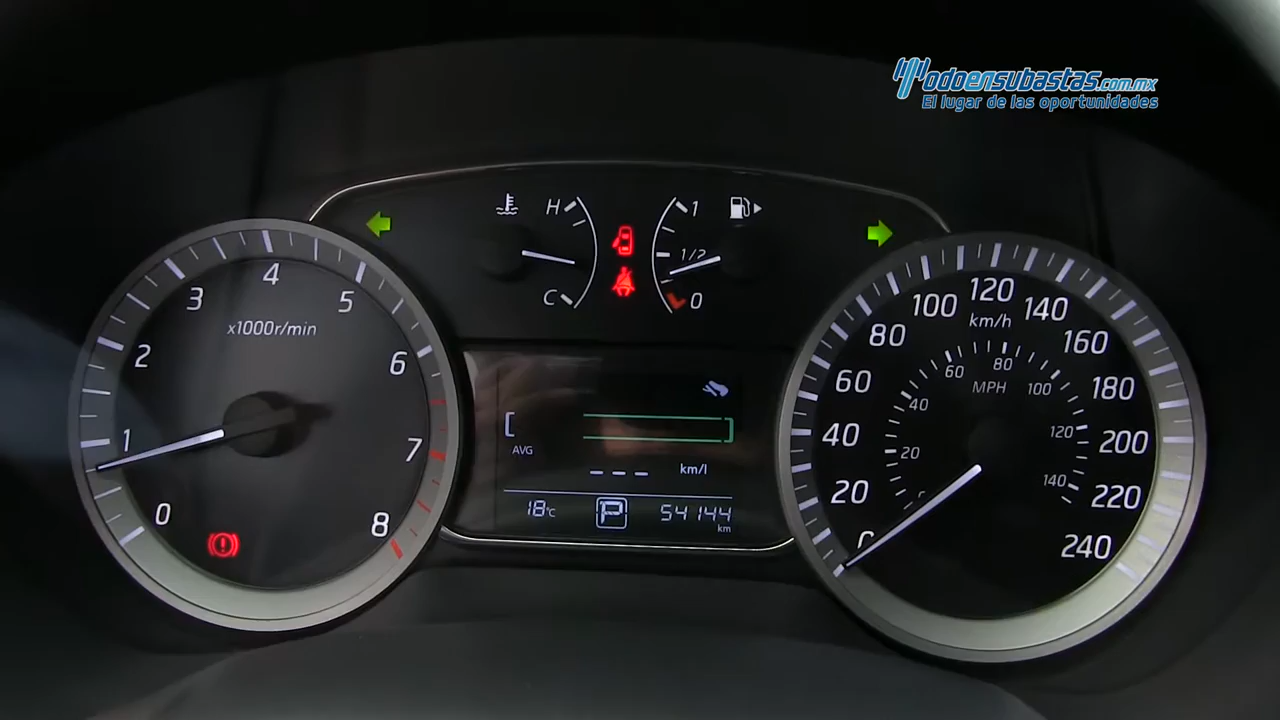 Todoensubastas.com.mx
El lugar de las oportunidades
H
C
1
1/2
0
x1000r/min
0
1
2
3
4
5
6
7
8
AVG
--- km/l
18°C
P
54144
km
km/h
0
20
40
60
80
100
120
140
160
180
200
220
240
MPH
20
40
60
80
100
120
140